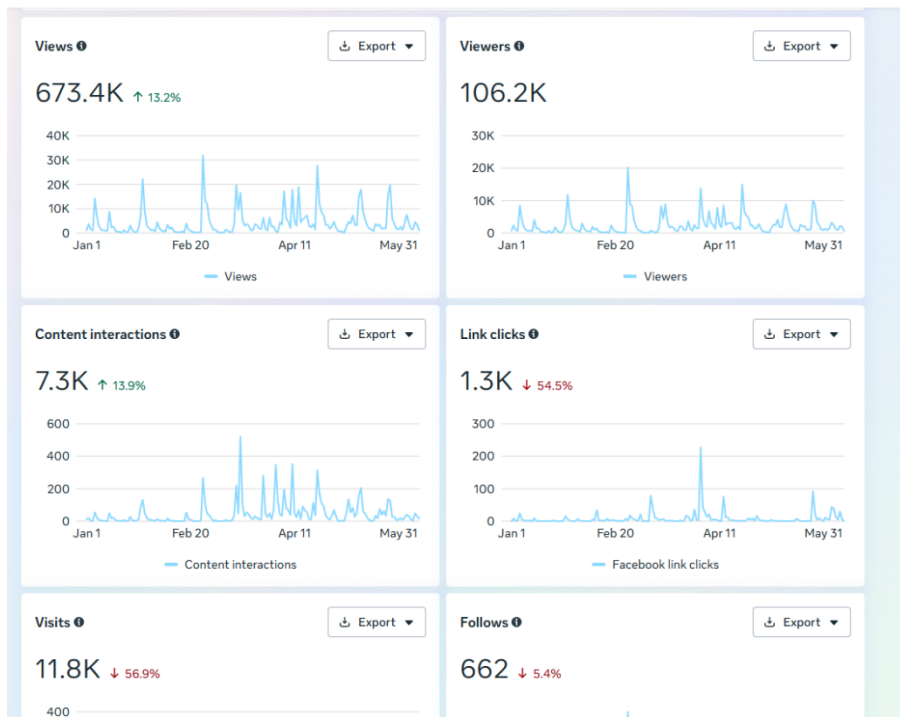 Views
Export
673.4K ↑ 13.2%
40K
30K
20K
10K
0
Jan 1 Feb 20 Apr 11 May 31
Views
Viewers
Export
106.2K
30K
20K
10K
0
Jan 1 Feb 20 Apr 11 May 31
Viewers
Content interactions
Export
7.3K ↑ 13.9%
600
400
200
0
Jan 1 Feb 20 Apr 11 May 31
Content interactions
Link clicks
Export
1.3K ↓ 54.5%
300
200
100
0
Jan 1 Feb 20 Apr 11 May 31
Facebook link clicks
Visits
Export
11.8K ↓ 56.9%
400
Follows
Export
662 ↓ 5.4%